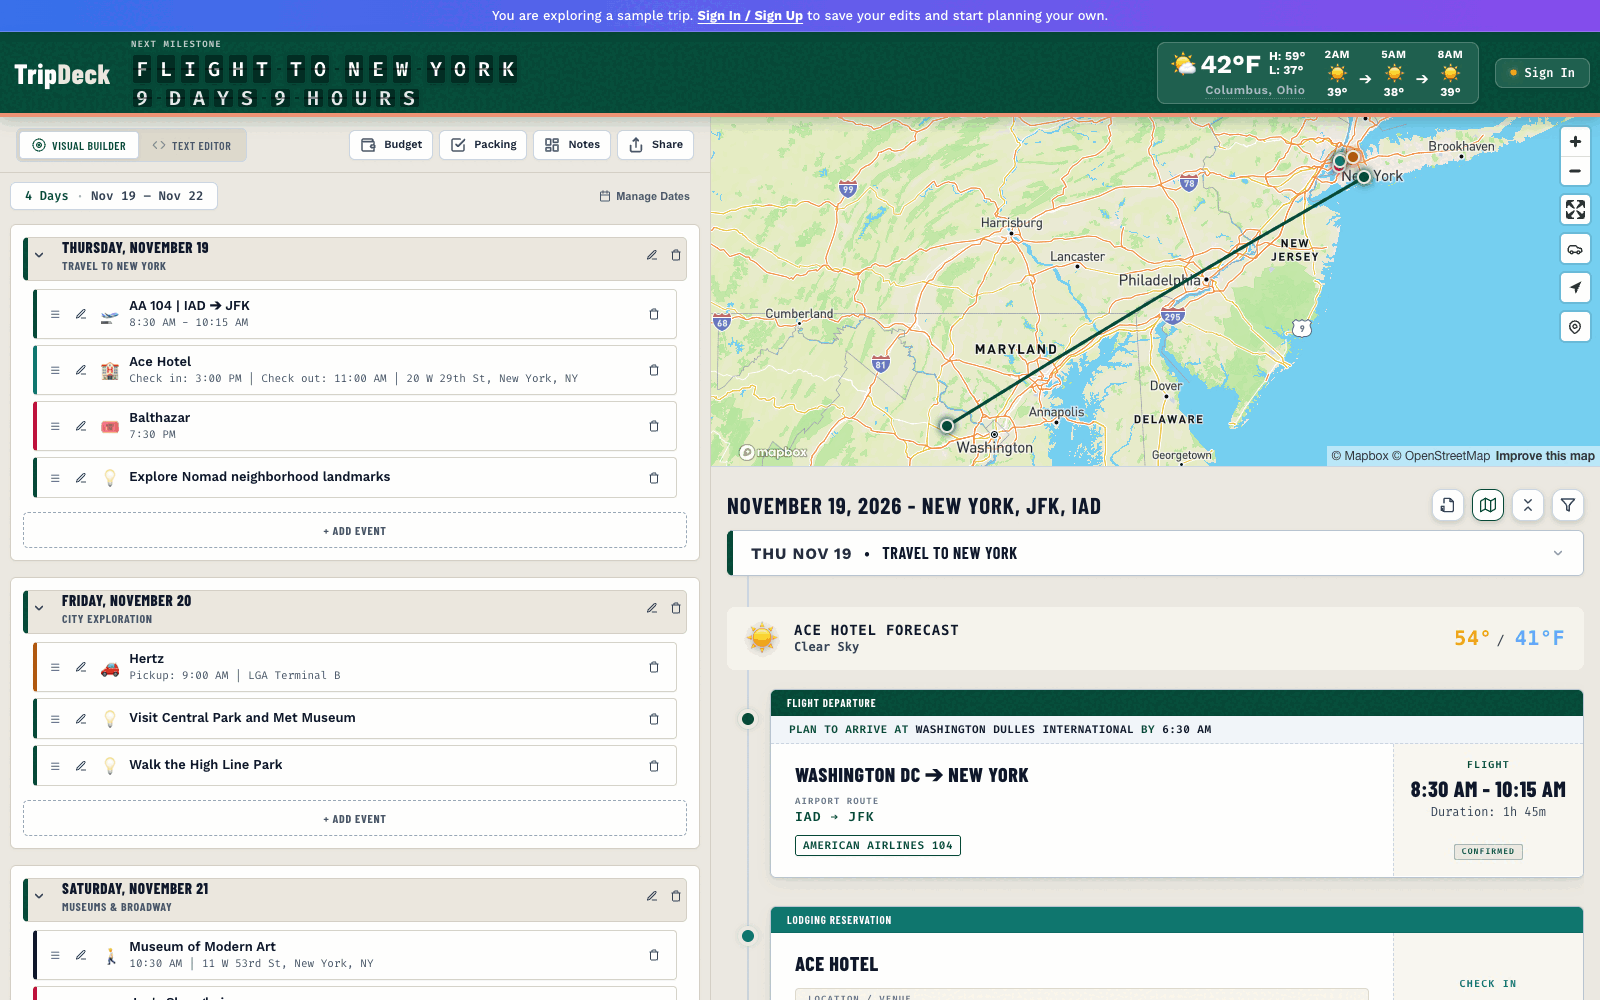 You are exploring a sample trip. Sign In / Sign Up to save your edits and start planning your own.
TripDeck
NEXT MILESTONE
FLIGHT TO NEW YORK
9 DAYS 9 HOURS
42°F
H: 59°
L: 37°
Columbus, Ohio
2AM
39°
5AM
38°
8AM
39°
Sign In
VISUAL BUILDER
TEXT EDITOR
Budget
Packing
Notes
Share
4 Days · Nov 19 — Nov 22
Manage Dates
THURSDAY, NOVEMBER 19
TRAVEL TO NEW YORK
AA 104 | IAD ➔ JFK
8:30 AM – 10:15 AM
Ace Hotel
Check in: 3:00 PM | Check out: 11:00 AM | 20 W 29th St, New York, NY
Balthazar
7:30 PM
Explore Nomad neighborhood landmarks
+ ADD EVENT
FRIDAY, NOVEMBER 20
CITY EXPLORATION
Hertz
Pickup: 9:00 AM | LGA Terminal B
Visit Central Park and Met Museum
Walk the High Line Park
+ ADD EVENT
SATURDAY, NOVEMBER 21
MUSEUMS & BROADWAY
Museum of Modern Art
10:30 AM | 11 W 53rd St, New York, NY
Brookhaven
New York
99
78
Harrisburg
NEW JERSEY
Lancaster
Philadelphia
Cumberland
68
295
9
MARYLAND
81
Dover
Annapolis
DELAWARE
Washington
Georgetown
mapbox
© Mapbox © OpenStreetMap Improve this map
NOVEMBER 19, 2026 - NEW YORK, JFK, IAD
THU NOV 19 • TRAVEL TO NEW YORK
ACE HOTEL FORECAST
Clear Sky
54° / 41°F
FLIGHT DEPARTURE
PLAN TO ARRIVE AT WASHINGTON DULLES INTERNATIONAL BY 6:30 AM
WASHINGTON DC ➔ NEW YORK
AIRPORT ROUTE
IAD → JFK
AMERICAN AIRLINES 104
FLIGHT
8:30 AM - 10:15 AM
Duration: 1h 45m
CONFIRMED
LODGING RESERVATION
ACE HOTEL
LOCATION / VENUE
CHECK IN